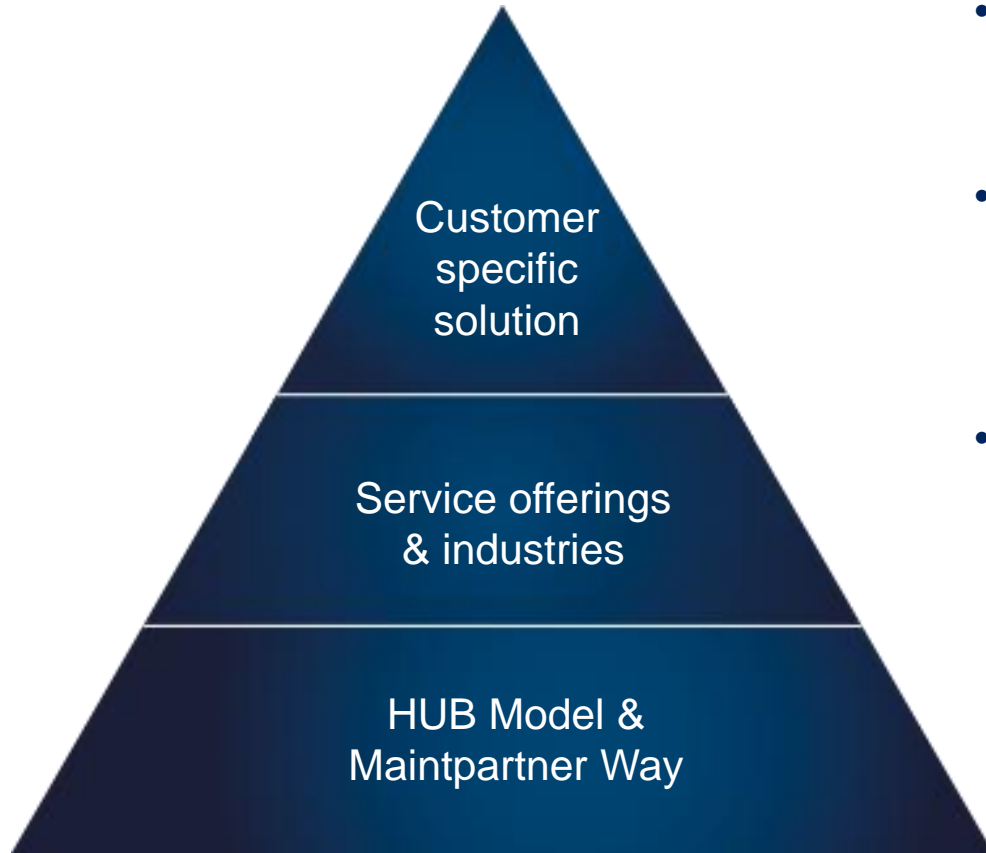 Customer
specific
solution
Service offerings
& industries
HUB Model &
Maintpartner Way